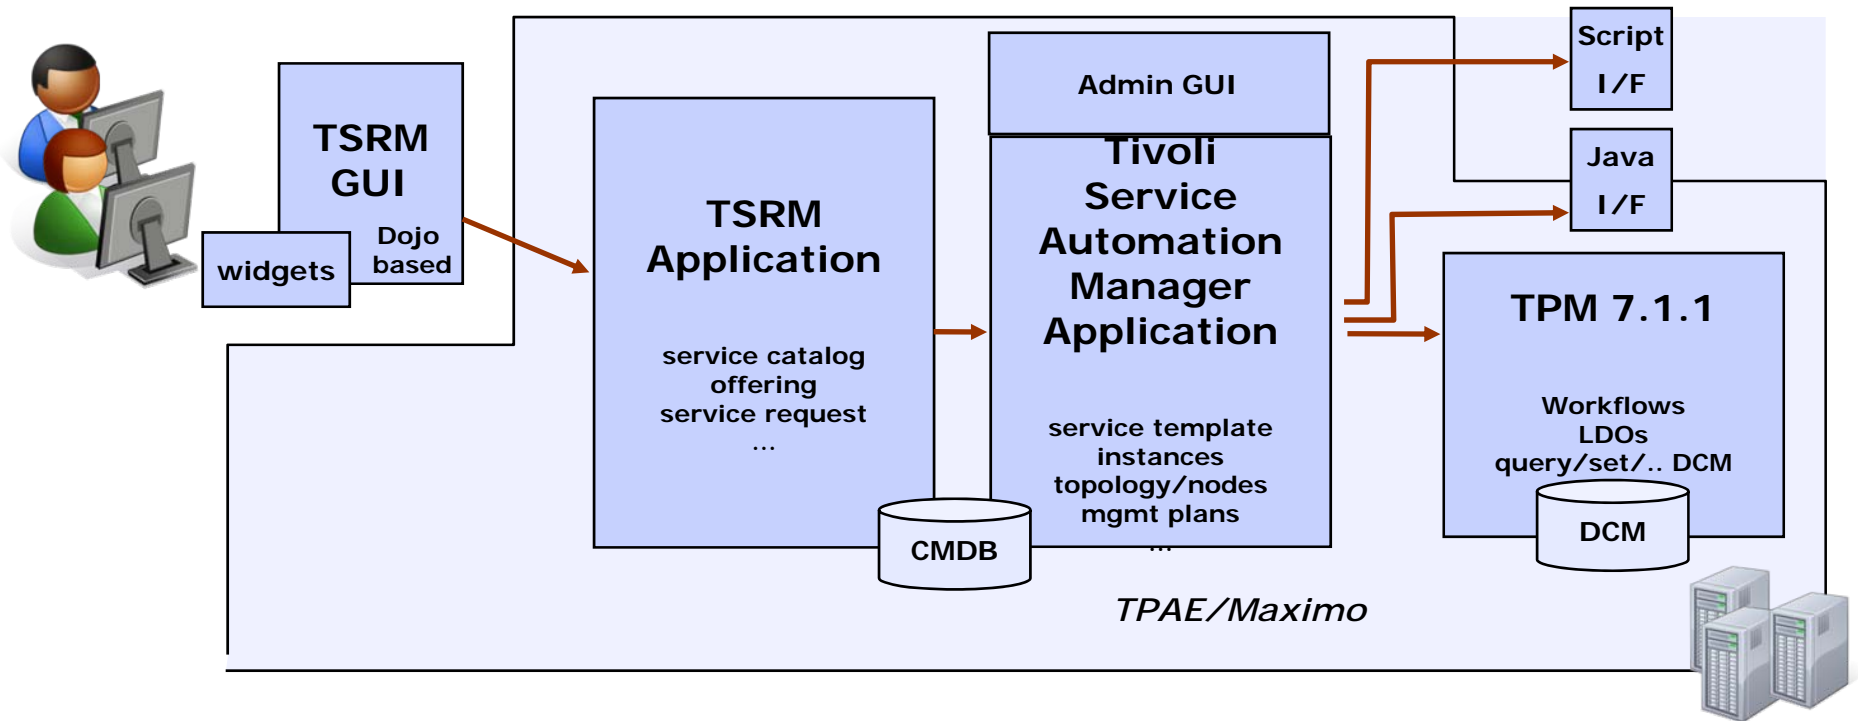 TSRM
GUI
Dojo
based
widgets
TSRM
Application
service catalog
offering
service request
...
CMDB
Admin GUI
Tivoli
Service
Automation
Manager
Application
service template
instances
topology/nodes
mgmt plans
...
Script
I/F
Java
I/F
TPM 7.1.1
Workflows
LDOs
query/set/.. DCM
DCM
TPAE/Maximo